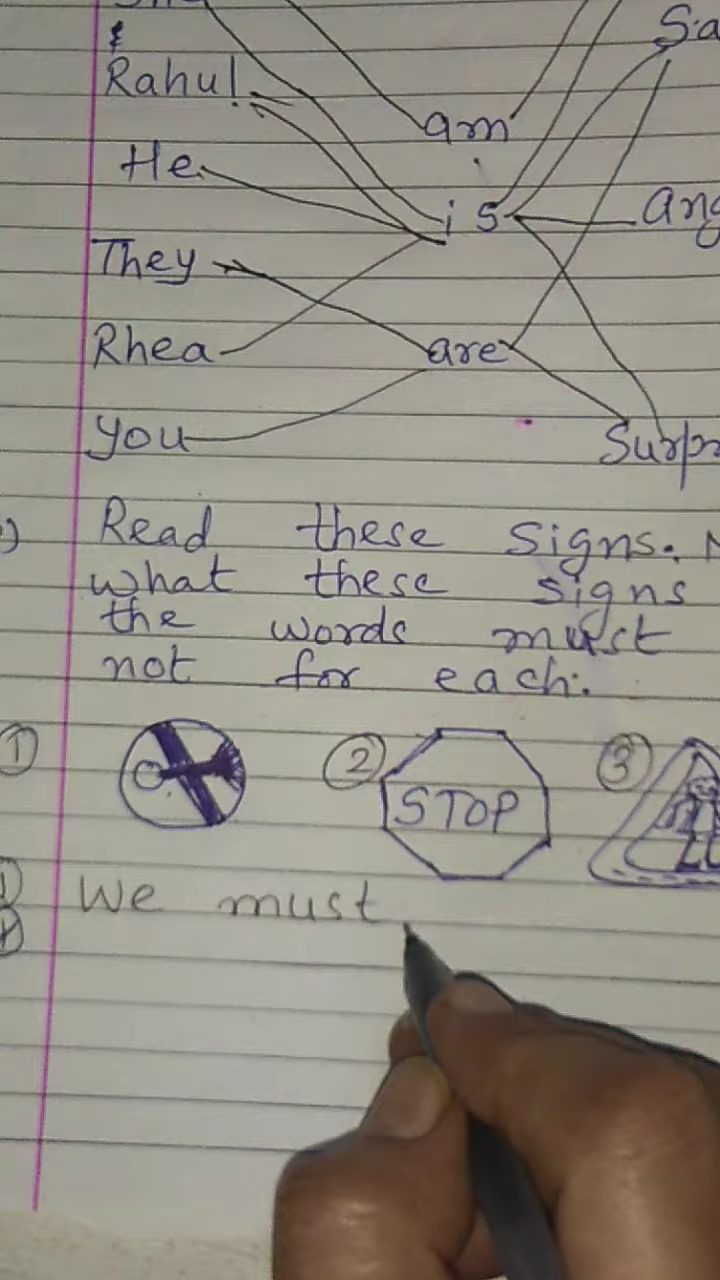 &
Rahul
am
He
is
They
Rhea
are
You
Read these signs.
what these signs
the words must
not for each.
① ② STOP ③
We must